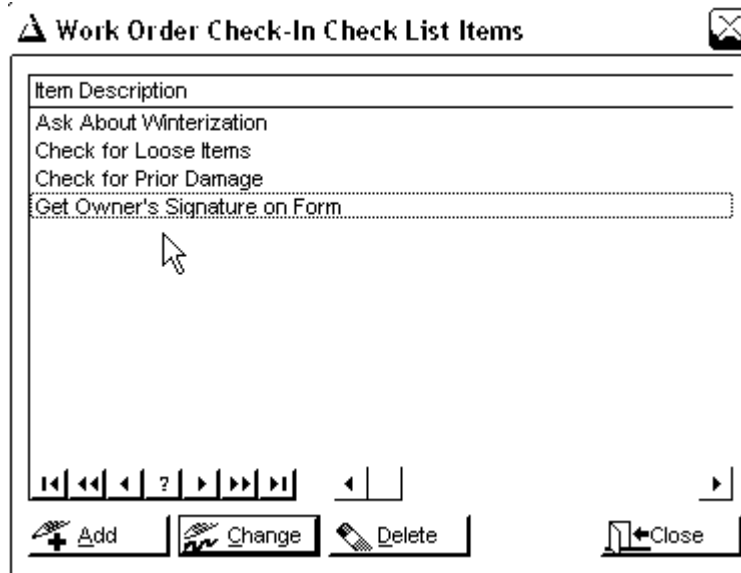 Work Order Check-In Check List Items
Item Description
Ask About Winterization
Check for Loose Items
Check for Prior Damage
Get Owner's Signature on Form
?
Add Change Delete Close